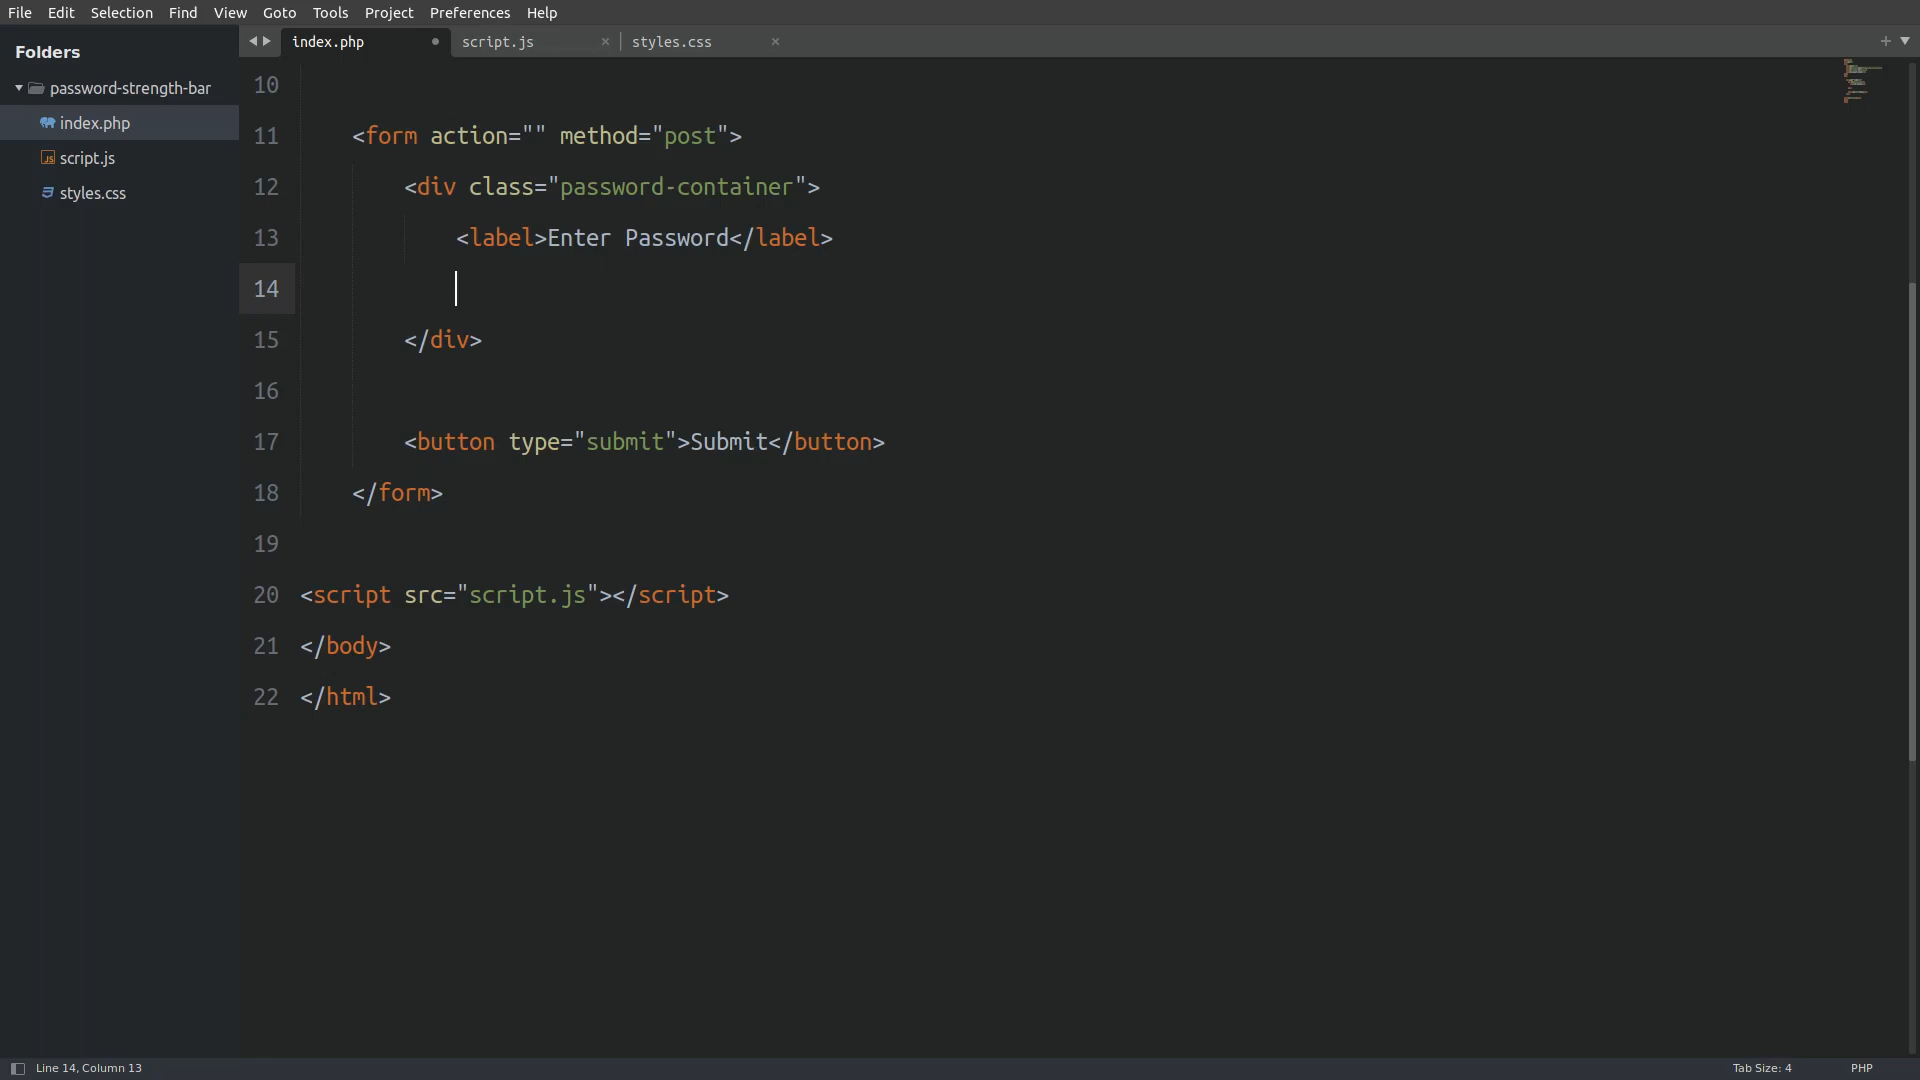 File Edit Selection Find View Goto Tools Project Preferences Help
Folders
password-strength-bar
index.php
script.js
styles.css
index.php script.js styles.css
10
11 <form action="" method="post">
12 <div class="password-container">
13 <label>Enter Password</label>
14
15 </div>
16
17 <button type="submit">Submit</button>
18 </form>
19
20 <script src="script.js"></script>
21 </body>
22 </html>
Line 14, Column 13 Tab Size: 4 PHP